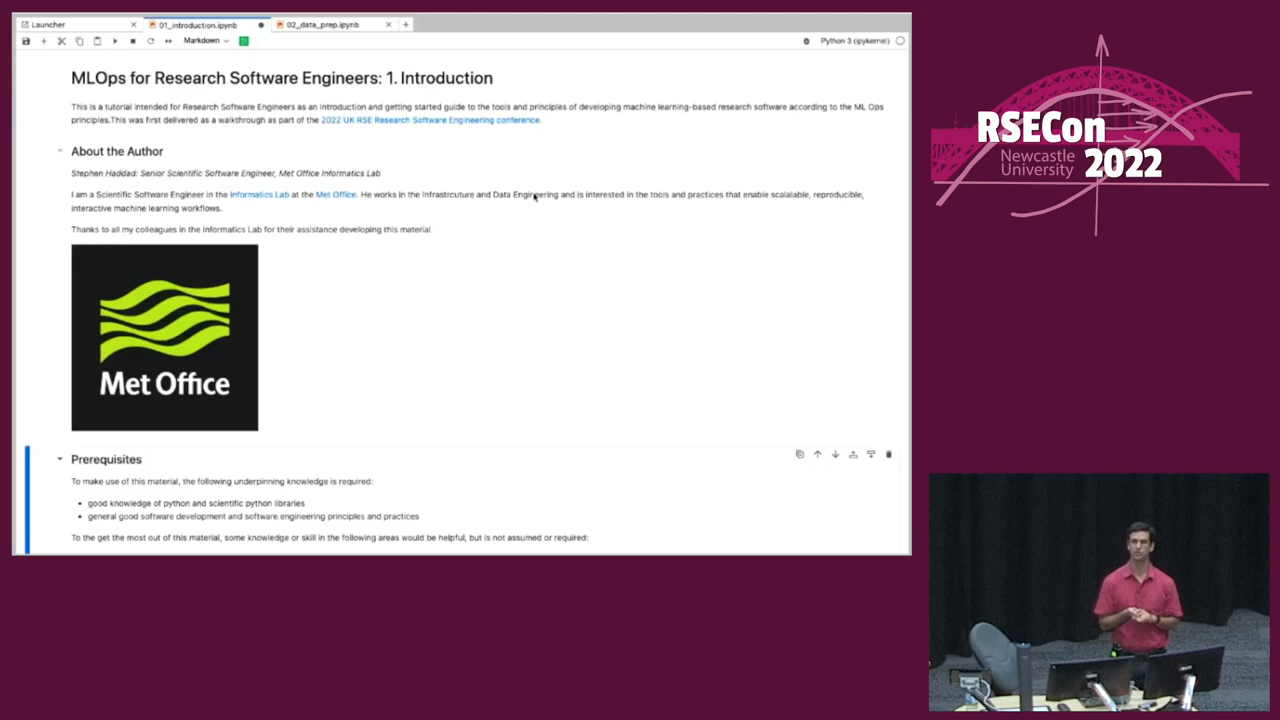 Launcher
01_introduction.ipynb
02_data_prep.ipynb
Markdown
Python 3 (ipykernel)
MLOps for Research Software Engineers: 1. Introduction
This is a tutorial intended for Research Software Engineers as an introduction and getting started guide to the tools and principles of developing machine learning-based research software according to the ML Ops
principles.This was first delivered as a walkthrough as part of the 2022 UK RSE Research Software Engineering conference.
About the Author
Stephen Haddad: Senior Scientific Software Engineer, Met Office Informatics Lab
I am a Scientific Software Engineer in the Informatics Lab at the Met Office. He works in the Infrastrcuture and Data Engineering and is interested in the tools and practices that enable scalalable, reproducible,
interactive machine learning workflows.
Thanks to all my colleagues in the Informatics Lab for their assistance developing this material.
Met Office
Prerequisites
To make use of this material, the following underpinning knowledge is required:
• good knowledge of python and scientific python libraries
• general good software development and software engineering principles and practices
To the get the most out of this material, some knowledge or skill in the following areas would be helpful, but is not assumed or required:
RSECon
Newcastle
University
2022